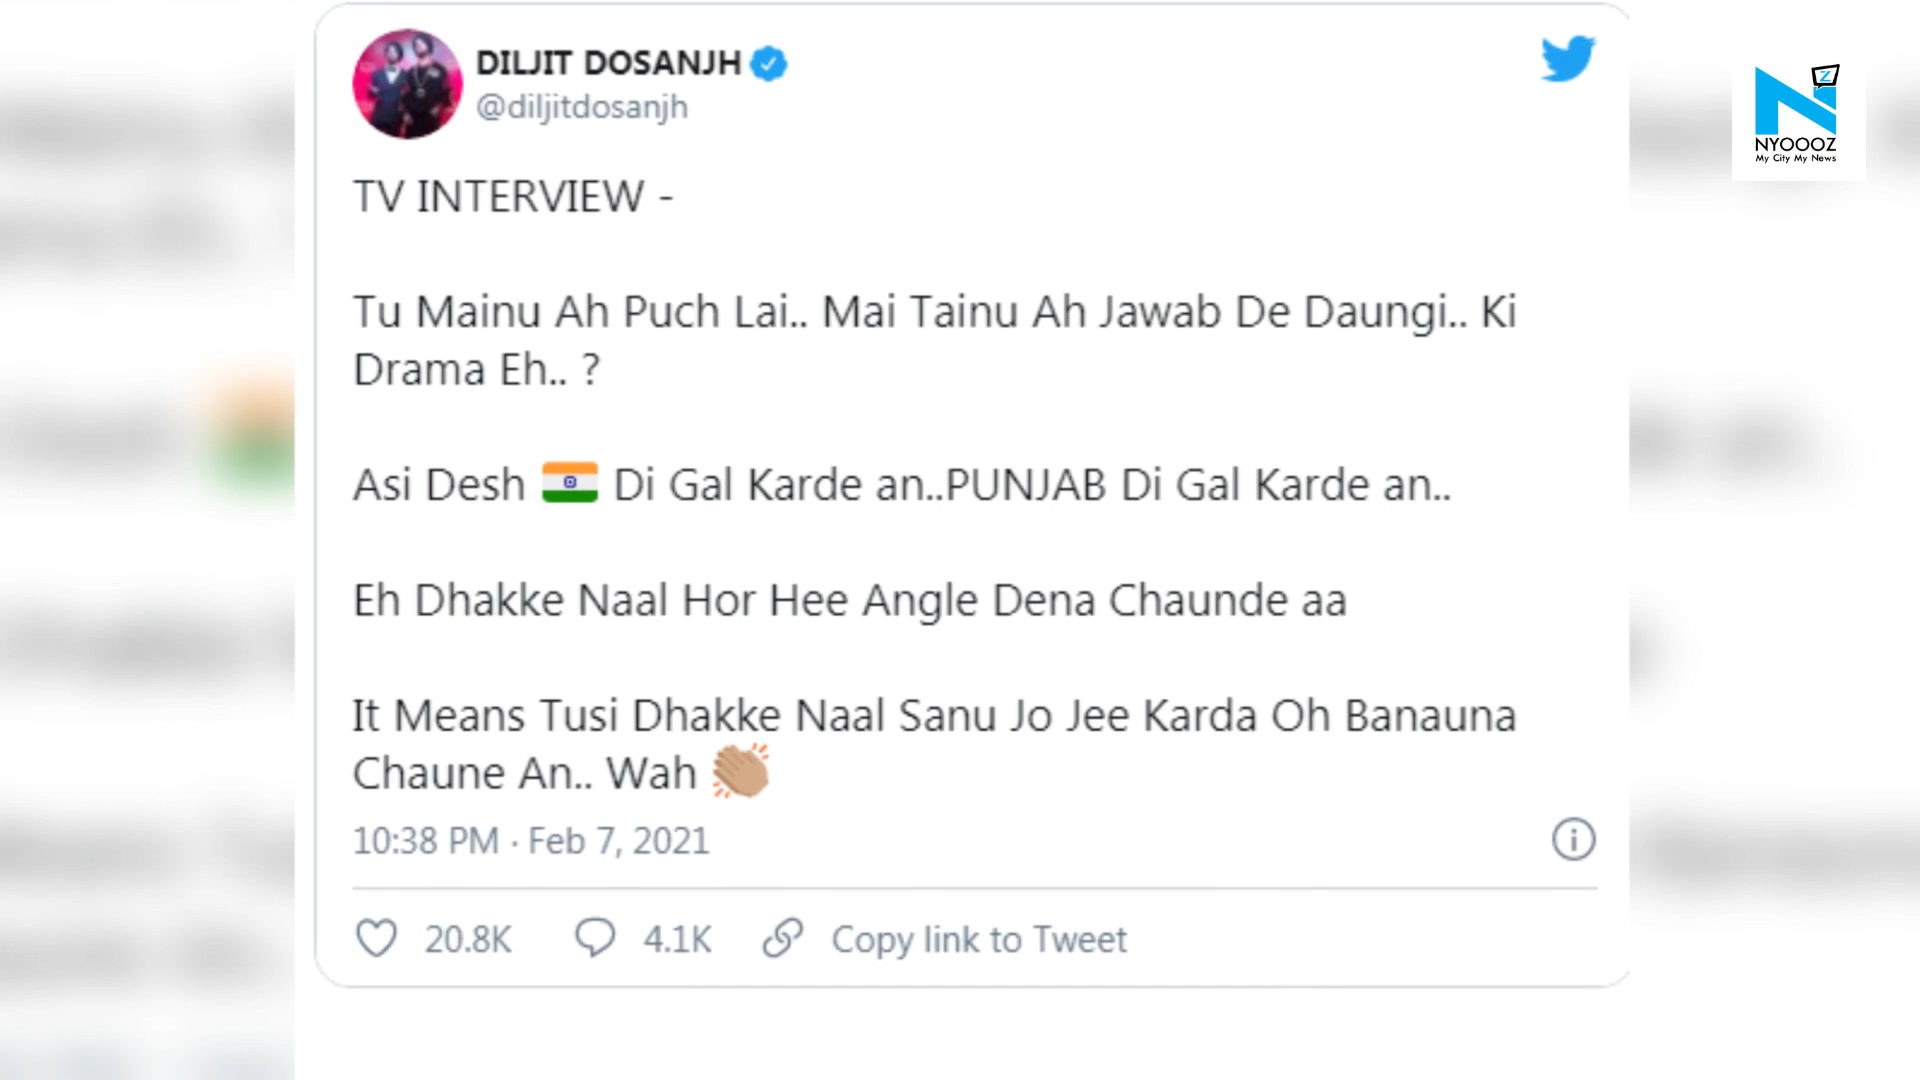 DILJIT DOSANJH
@diljitdosanjh
NYOOOZ
My City My News
TV INTERVIEW -
Tu Mainu Ah Puch Lai.. Mai Tainu Ah Jawab De Daungi.. Ki
Drama Eh.. ?
Asi Desh 🇮🇳 Di Gal Karde an..PUNJAB Di Gal Karde an..
Eh Dhakke Naal Hor Hee Angle Dena Chaunde aa
It Means Tusi Dhakke Naal Sanu Jo Jee Karda Oh Banauna
Chaune An.. Wah 👏🏽
10:38 PM · Feb 7, 2021
20.8K 4.1K Copy link to Tweet